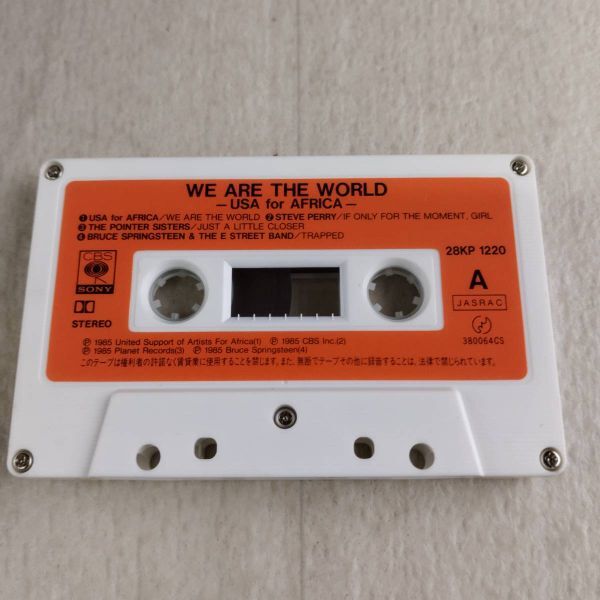 WE ARE THE WORLD
— USA for AFRICA —
❶ USA for AFRICA/WE ARE THE WORLD ❷ STEVE PERRY/IF ONLY FOR THE MOMENT, GIRL
❸ THE POINTER SISTERS/JUST A LITTLE CLOSER
❹ BRUCE SPRINGSTEEN & THE E STREET BAND/TRAPPED
CBS
SONY
STEREO
28KP 1220
A
JASRAC
380064CS
Ⓟ 1985 United Support of Artists For Africa(1) Ⓟ 1985 CBS Inc.(2)
Ⓟ 1985 Planet Records(3) Ⓟ 1985 Bruce Springsteen(4)
このテープは権利者の許諾なく賃貸業に使用することを禁じます。また、無断でテープその他に録音することは、法律で禁じられています。